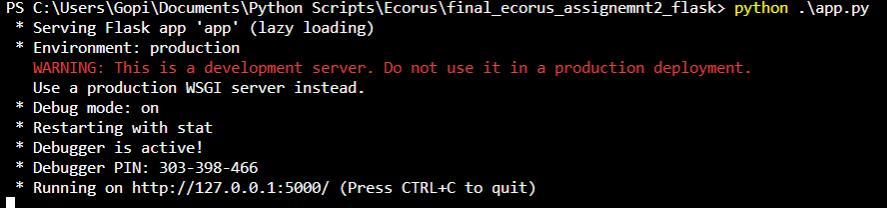 PS C:\Users\Gopi\Documents\Python Scripts\Ecorus\final_ecorus_assignemnt2_flask> python .\app.py
 * Serving Flask app 'app' (lazy loading)
 * Environment: production
   WARNING: This is a development server. Do not use it in a production deployment.
   Use a production WSGI server instead.
 * Debug mode: on
 * Restarting with stat
 * Debugger is active!
 * Debugger PIN: 303-398-466
 * Running on http://127.0.0.1:5000/ (Press CTRL+C to quit)